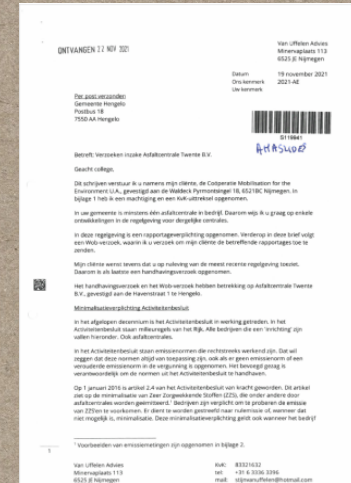 ONTVANGEN 22 NOV 2021
Van Uffelen Advies
Minervaplaats 113
6525 JE Nijmegen
Datum 19 november 2021
Ons kenmerk 2021-AE
Uw kenmerk
Per post verzonden
Gemeente Hengelo
Postbus 18
7550 AA Hengelo
Betreft: Verzoeken inzake Asfaltcentrale Twente B.V.
Geacht college,
Dit schrijven verstuur ik u namens mijn cliënte, de Coöperatie Mobilisation for the
Environment U.A., gevestigd aan de Waldeck Pyrmontsingel 18, 6521BC Nijmegen. In
bijlage 1 heb ik een machtiging en een KvK-uittreksel opgenomen.
In uw gemeente is minstens één asfaltcentrale in bedrijf. Daarom wijs ik u graag op enkele
ontwikkelingen in de regelgeving voor dergelijke centrales.
In deze regelgeving is een rapportageverplichting opgenomen. Verderop in deze brief volgt
een Wob-verzoek, waarin ik u verzoek om mijn cliënte de betreffende rapportages toe te
zenden.
Mijn cliënte wenst tevens dat u op naleving van de meest recente regelgeving toeziet.
Daarom is als laatste een handhavingsverzoek opgenomen.
Het handhavingsverzoek en het Wob-verzoek hebben betrekking op Asfaltcentrale Twente
B.V., gevestigd aan de Havenstraat 1 te Hengelo.
Minimalisatieverplichting Activiteitenbesluit
In het afgelopen decennium is het Activiteitenbesluit in werking getreden. In het
Activiteitenbesluit staan milieuregels van het Rijk. Alle bedrijven die een 'inrichting' zijn
vallen hieronder. Ook asfaltcentrales.
In het Activiteitenbesluit staan emissienormen die rechtstreeks werkend zijn. Dat wil
zeggen dat deze normen altijd van toepassing zijn, ook als er geen emissienorm of een
verouderde emissienorm in de vergunning is opgenomen. Het bevoegd gezag is
verantwoordelijk om de normen uit het Activiteitenbesluit te handhaven.
Op 1 januari 2016 is artikel 2.4 van het Activiteitenbesluit van kracht geworden. Dit artikel
ziet op de minimalisatie van Zeer Zorgwekkende Stoffen (ZZS), die onder andere door
asfaltcentrales worden geëmitteerd.¹ Bedrijven zijn verplicht om te proberen de emissie
van ZZS'en te voorkomen. Er dient te worden gestreefd naar nulemissie of, wanneer dat
niet mogelijk is, minimalisatie. Deze minimalisatieverplichting geldt ook wanneer het bedrijf
¹ Voorbeelden van emissiemetingen zijn opgenomen in bijlage 2.
1
Van Uffelen Advies
Minervaplaats 113
6525 JE Nijmegen
KvK: 83321632
tel: +31 6 3336 3296
mail: stijnvanuffelen@hotmail.com